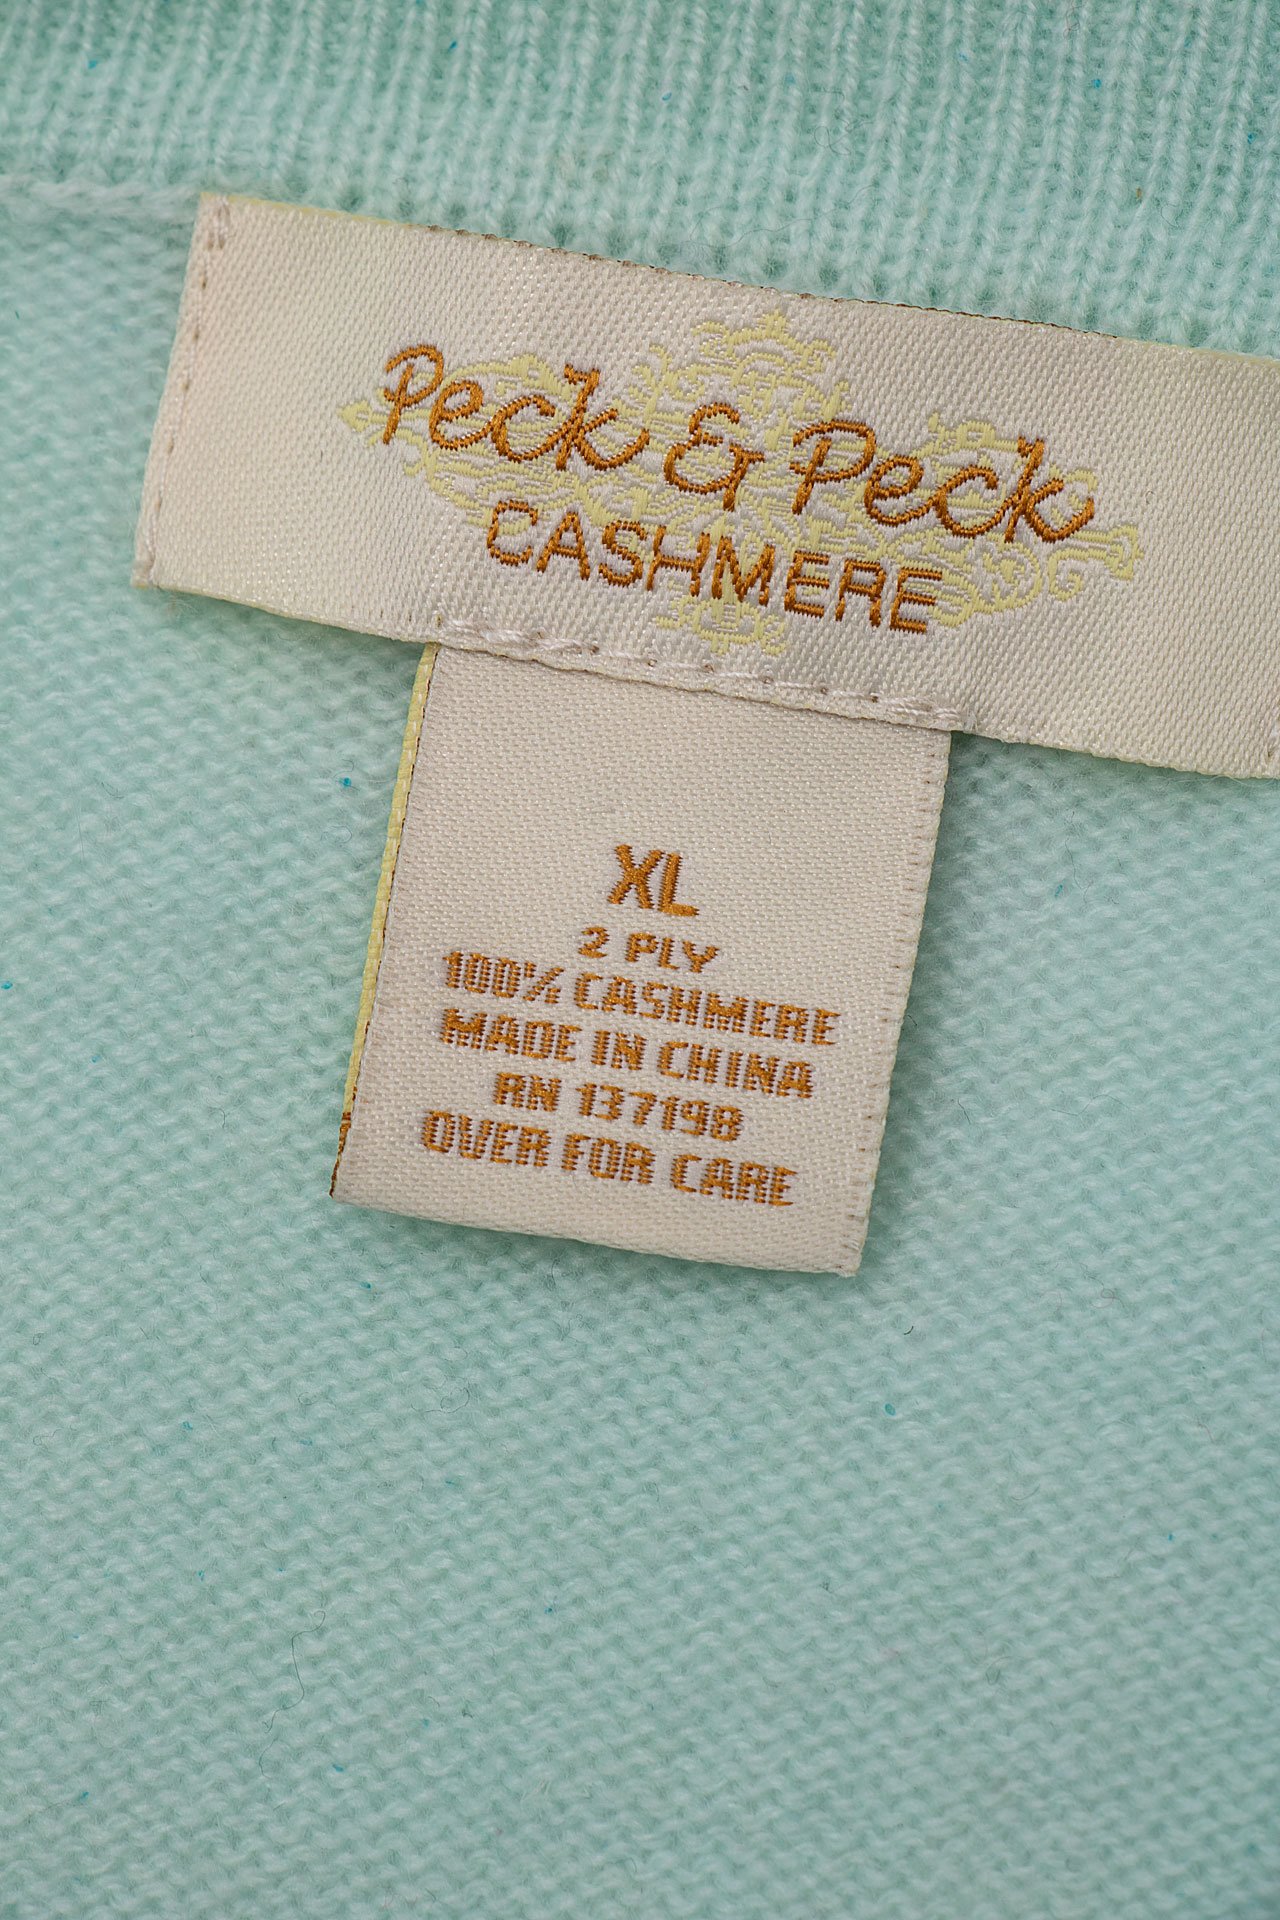 Peck & Peck
CASHMERE
XL
2 PLY
100% CASHMERE
MADE IN CHINA
RN 137198
OVER FOR CARE